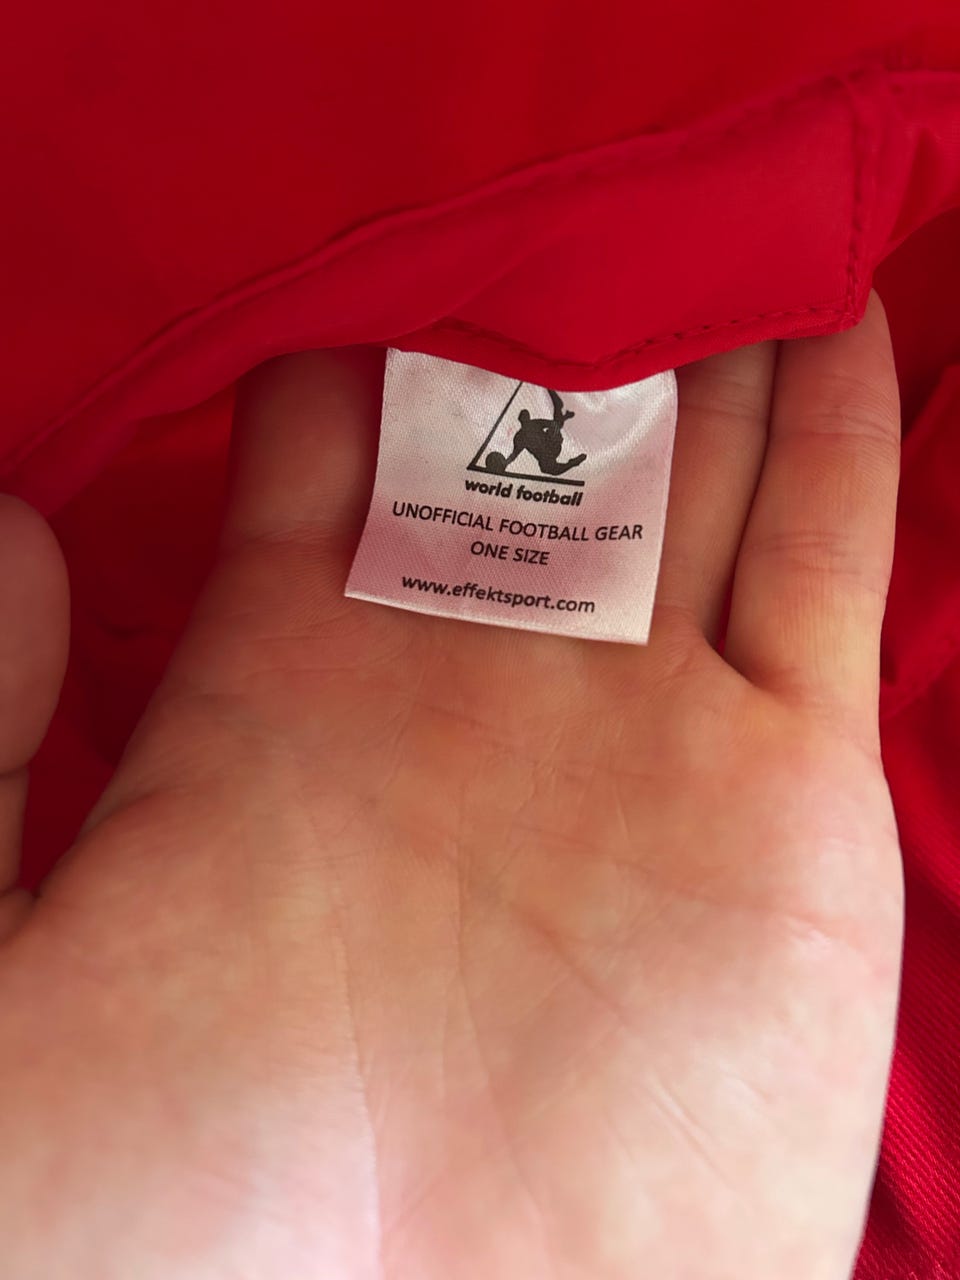 world football
UNOFFICIAL FOOTBALL GEAR
ONE SIZE
www.effektsport.com